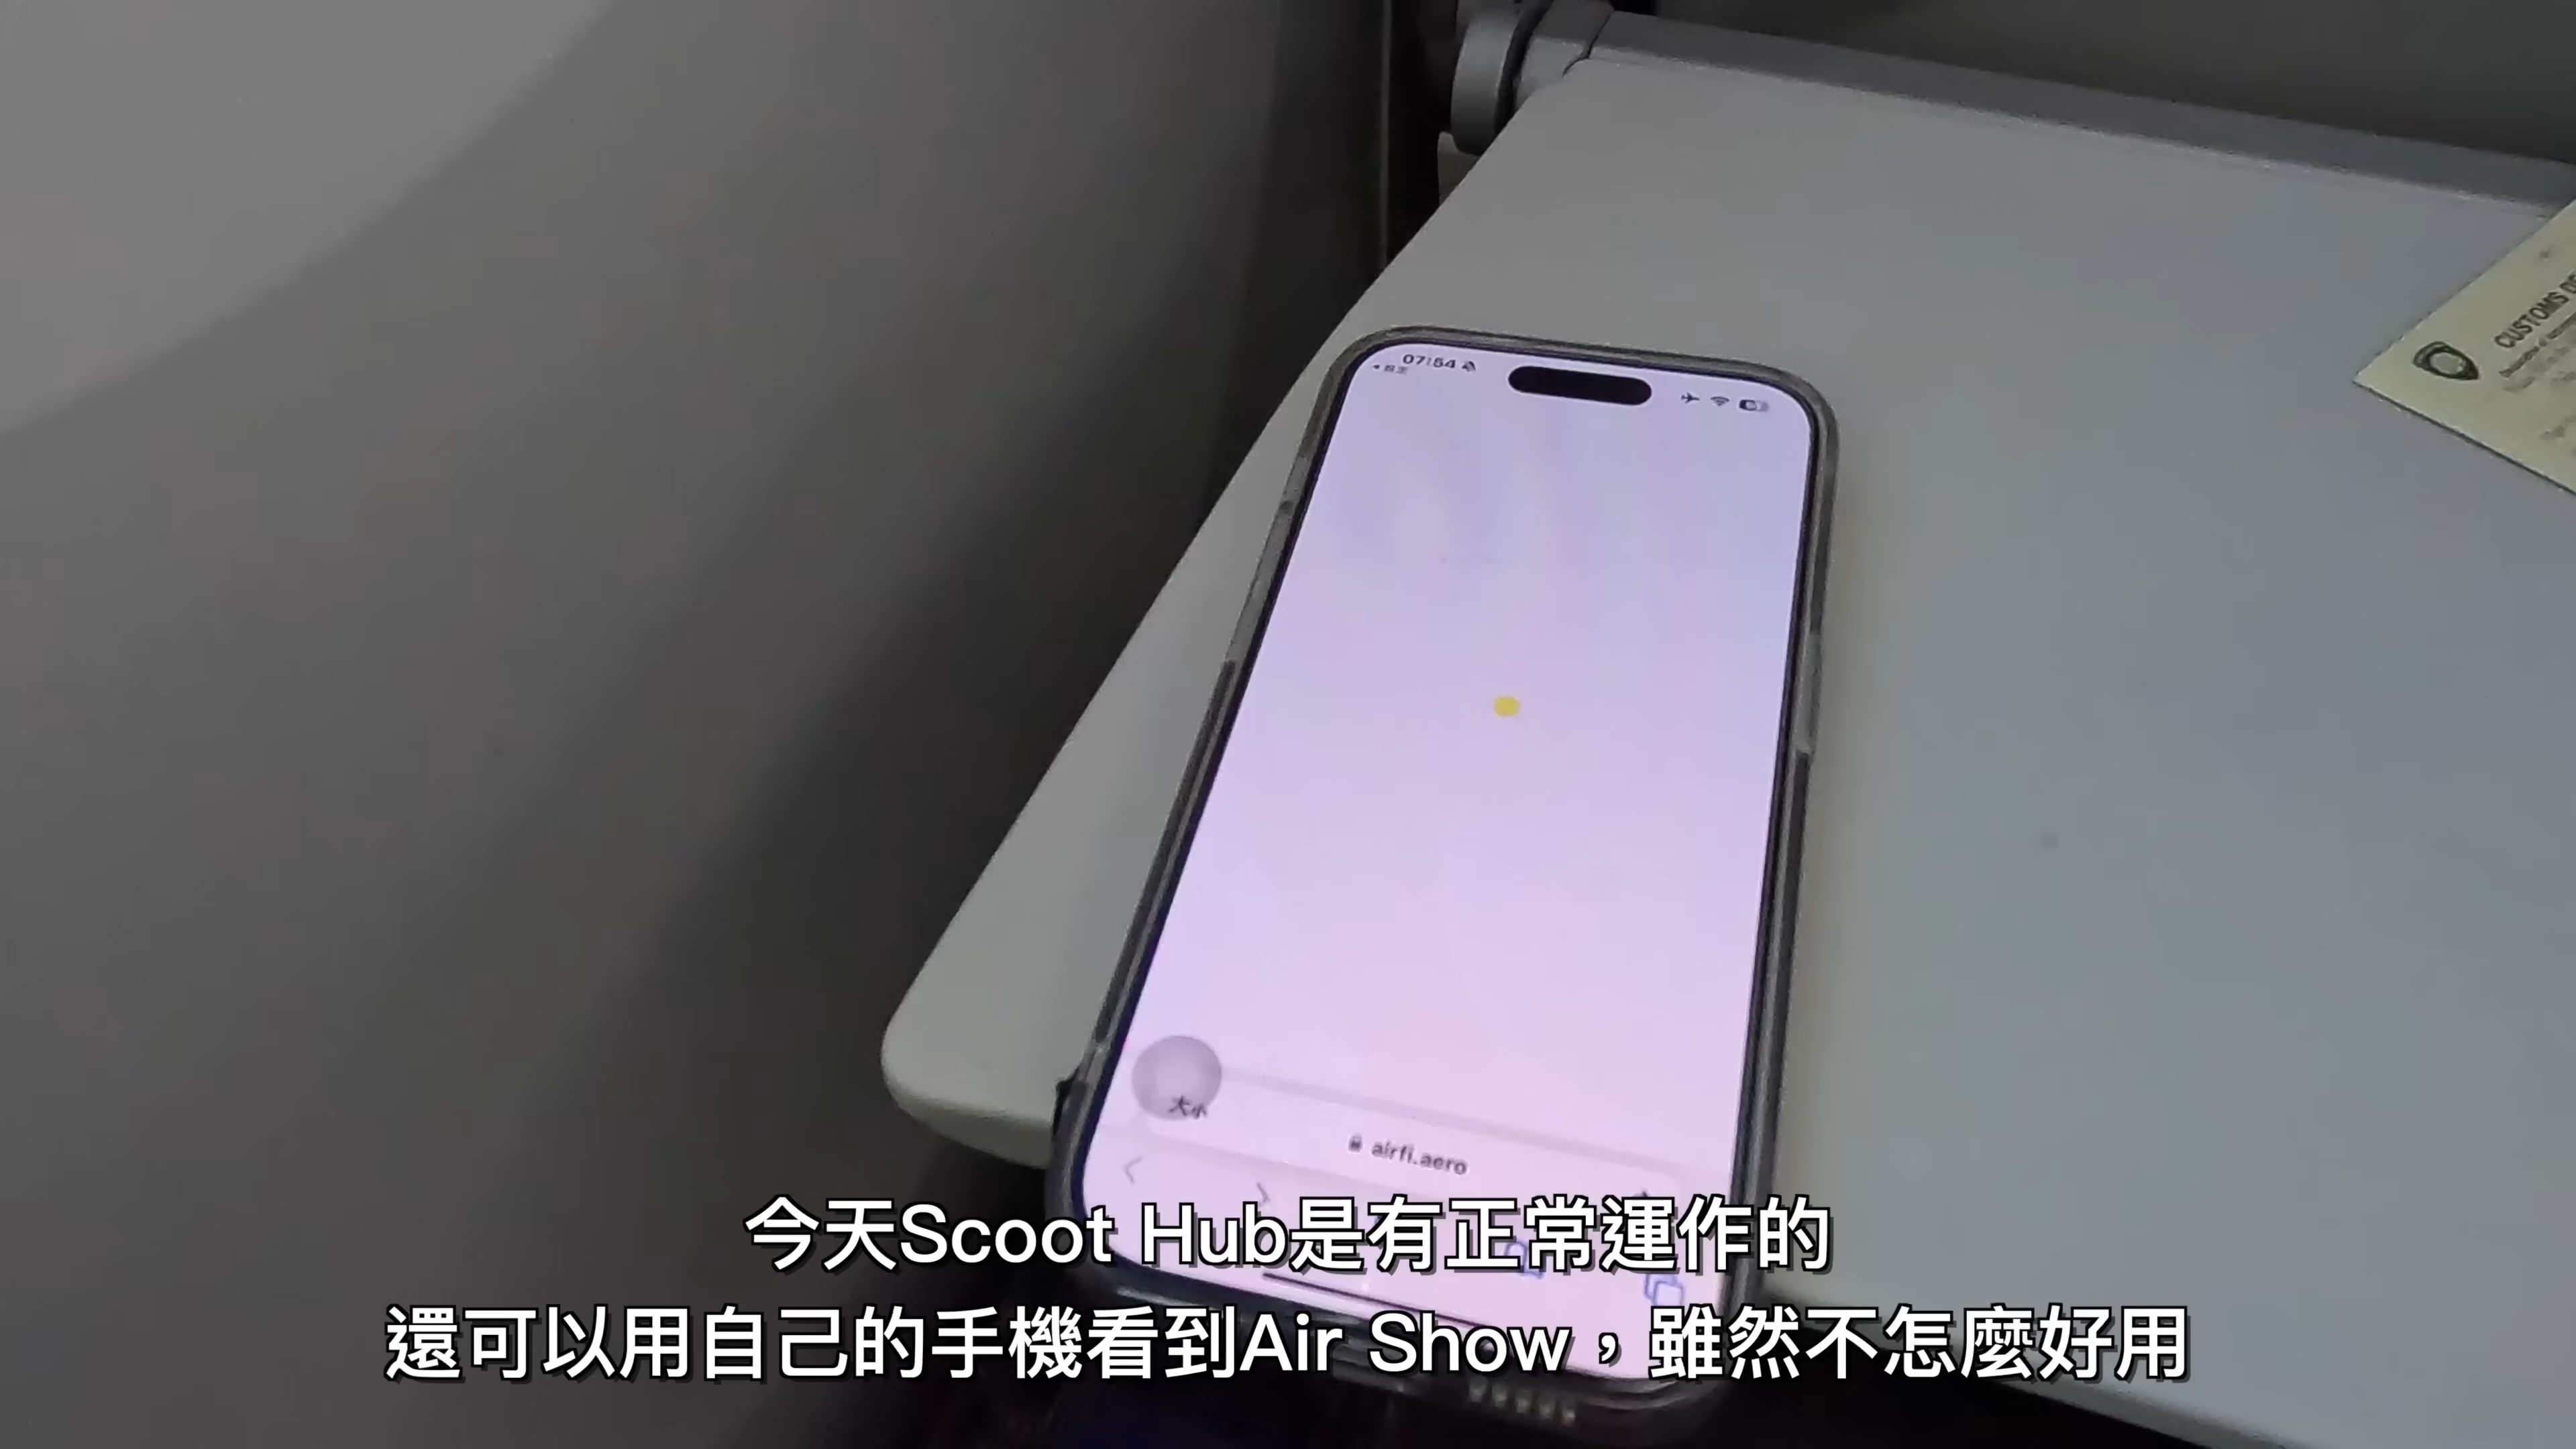 07:54
CUSTOMS
大小
airfi.aero
今天Scoot Hub是有正常運作的
還可以用自己的手機看到Air Show，雖然不怎麼好用